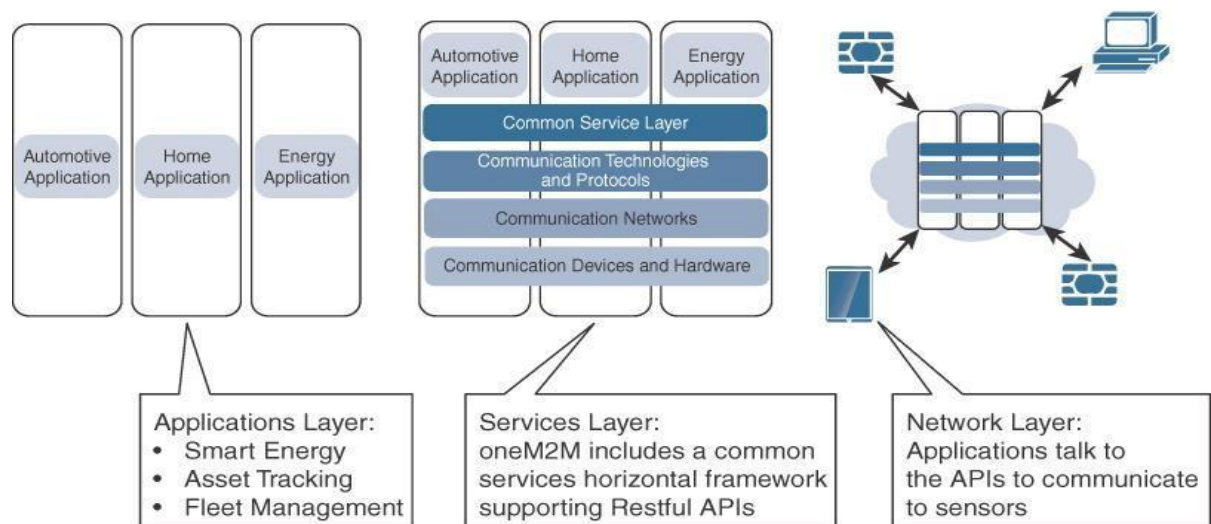 Automotive
Application
Home
Application
Energy
Application
Automotive
Application
Home
Application
Energy
Application
Common Service Layer
Communication Technologies
and Protocols
Communication Networks
Communication Devices and Hardware
Applications Layer:
• Smart Energy
• Asset Tracking
• Fleet Management
Services Layer:
oneM2M includes a common
services horizontal framework
supporting Restful APIs
Network Layer:
Applications talk to
the APIs to communicate
to sensors